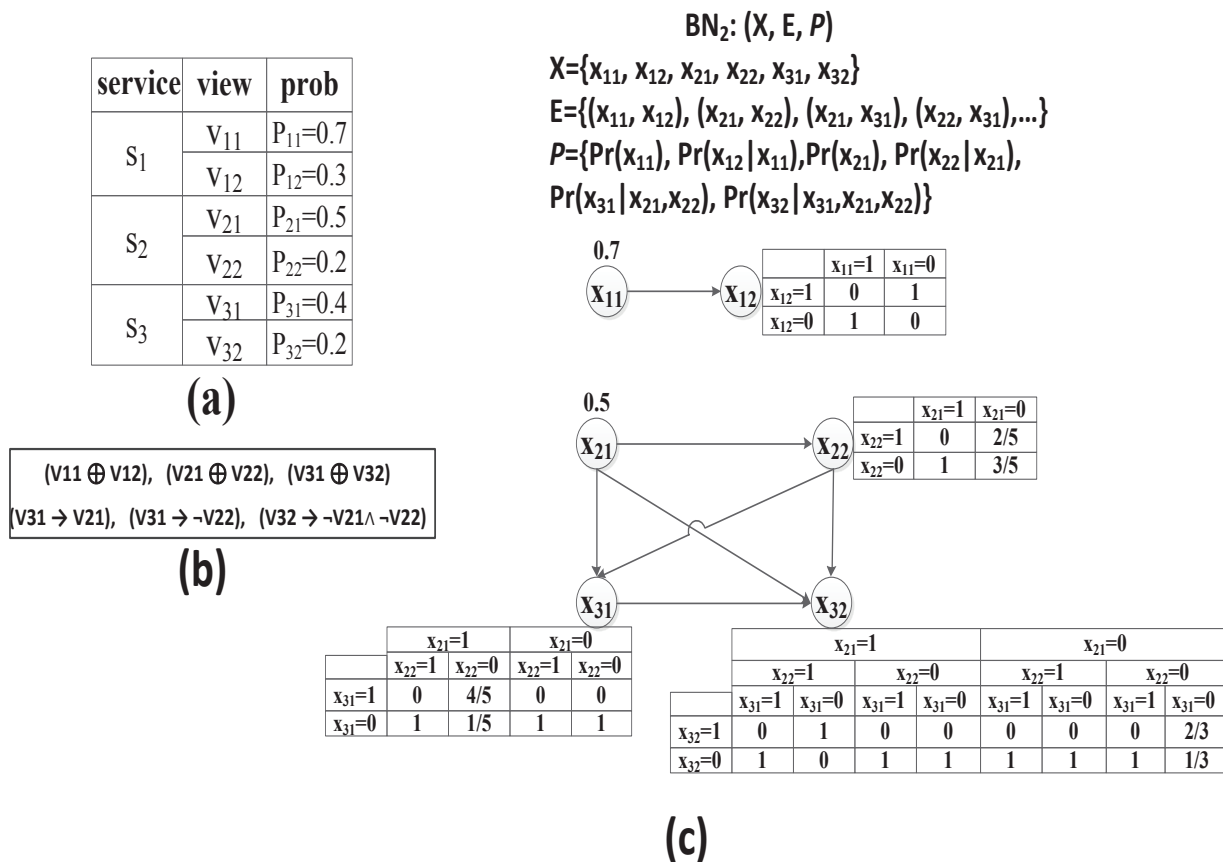 service view prob
s₁ v₁₁ P₁₁=0.7
v₁₂ P₁₂=0.3
s₂ v₂₁ P₂₁=0.5
v₂₂ P₂₂=0.2
s₃ v₃₁ P₃₁=0.4
v₃₂ P₃₂=0.2
(a)
(V11 ⊕ V12), (V21 ⊕ V22), (V31 ⊕ V32)
(V31 → V21), (V31 → ¬V22), (V32 → ¬V21∧ ¬V22)
(b)
BN₂: (X, E, P)
X={x₁₁, x₁₂, x₂₁, x₂₂, x₃₁, x₃₂}
E={(x₁₁, x₁₂), (x₂₁, x₂₂), (x₂₁, x₃₁), (x₂₂, x₃₁),...}
P={Pr(x₁₁), Pr(x₁₂|x₁₁),Pr(x₂₁), Pr(x₂₂|x₂₁),
Pr(x₃₁|x₂₁,x₂₂), Pr(x₃₂|x₃₁,x₂₁,x₂₂)}
0.7
x₁₁ x₁₂
x₁₁=1 x₁₁=0
x₁₂=1 0 1
x₁₂=0 1 0
0.5
x₂₁ x₂₂
x₂₁=1 x₂₁=0
x₂₂=1 0 2/5
x₂₂=0 1 3/5
x₃₁ x₃₂
x₂₁=1 x₂₁=0
x₂₂=1 x₂₂=0 x₂₂=1 x₂₂=0
x₃₁=1 0 4/5 0 0
x₃₁=0 1 1/5 1 1
x₂₁=1 x₂₁=0
x₂₂=1 x₂₂=0 x₂₂=1 x₂₂=0
x₃₁=1 x₃₁=0 x₃₁=1 x₃₁=0 x₃₁=1 x₃₁=0 x₃₁=1 x₃₁=0
x₃₂=1 0 1 0 0 0 0 0 2/3
x₃₂=0 1 0 1 1 1 1 1 1/3
(c)